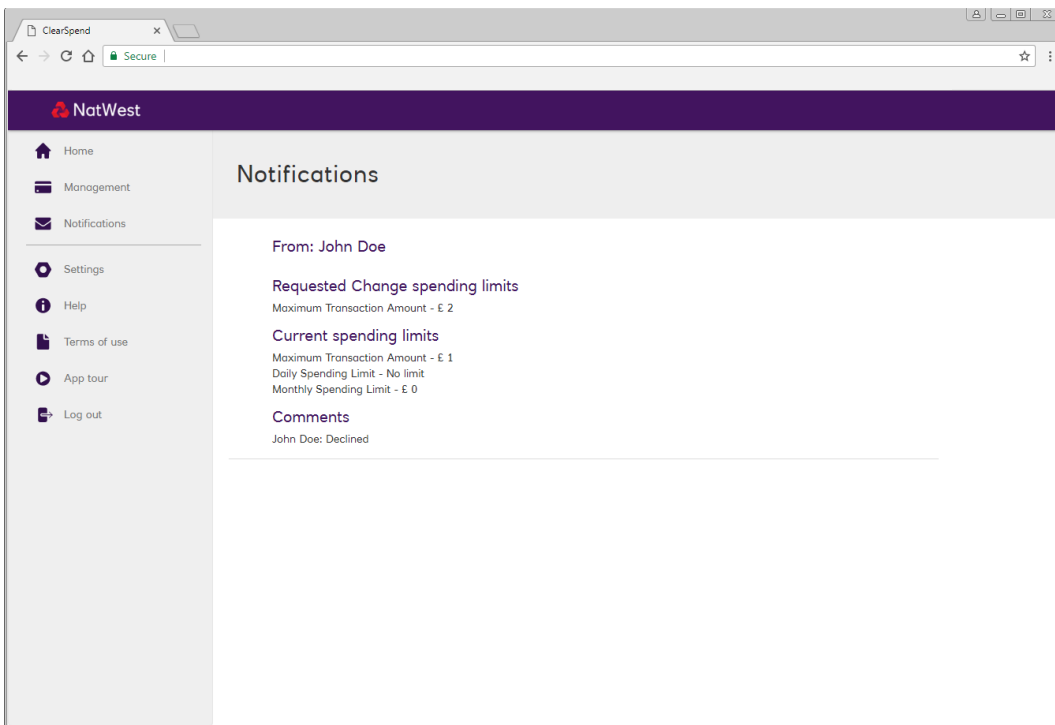 ClearSpend
Secure
NatWest
Home
Management
Notifications
Settings
Help
Terms of use
App tour
Log out
Notifications
From: John Doe
Requested Change spending limits
Maximum Transaction Amount - £ 2
Current spending limits
Maximum Transaction Amount - £ 1
Daily Spending Limit - No limit
Monthly Spending Limit - £ 0
Comments
John Doe: Declined